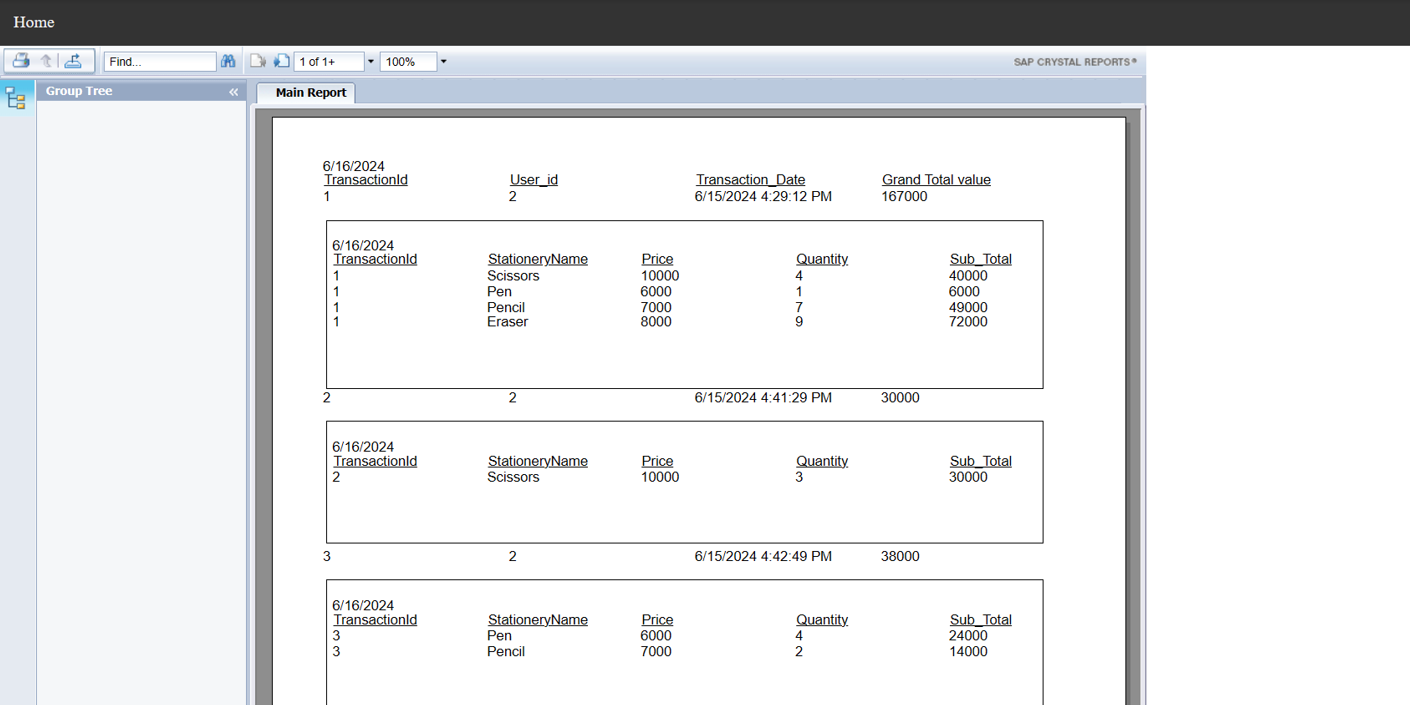 Home
Find... 1 of 1+ 100% SAP CRYSTAL REPORTS®
Group Tree «
Main Report
6/16/2024
TransactionId User_id Transaction_Date Grand Total value
1 2 6/15/2024 4:29:12 PM 167000
6/16/2024
TransactionId StationeryName Price Quantity Sub_Total
1 Scissors 10000 4 40000
1 Pen 6000 1 6000
1 Pencil 7000 7 49000
1 Eraser 8000 9 72000
2 2 6/15/2024 4:41:29 PM 30000
6/16/2024
TransactionId StationeryName Price Quantity Sub_Total
2 Scissors 10000 3 30000
3 2 6/15/2024 4:42:49 PM 38000
6/16/2024
TransactionId StationeryName Price Quantity Sub_Total
3 Pen 6000 4 24000
3 Pencil 7000 2 14000